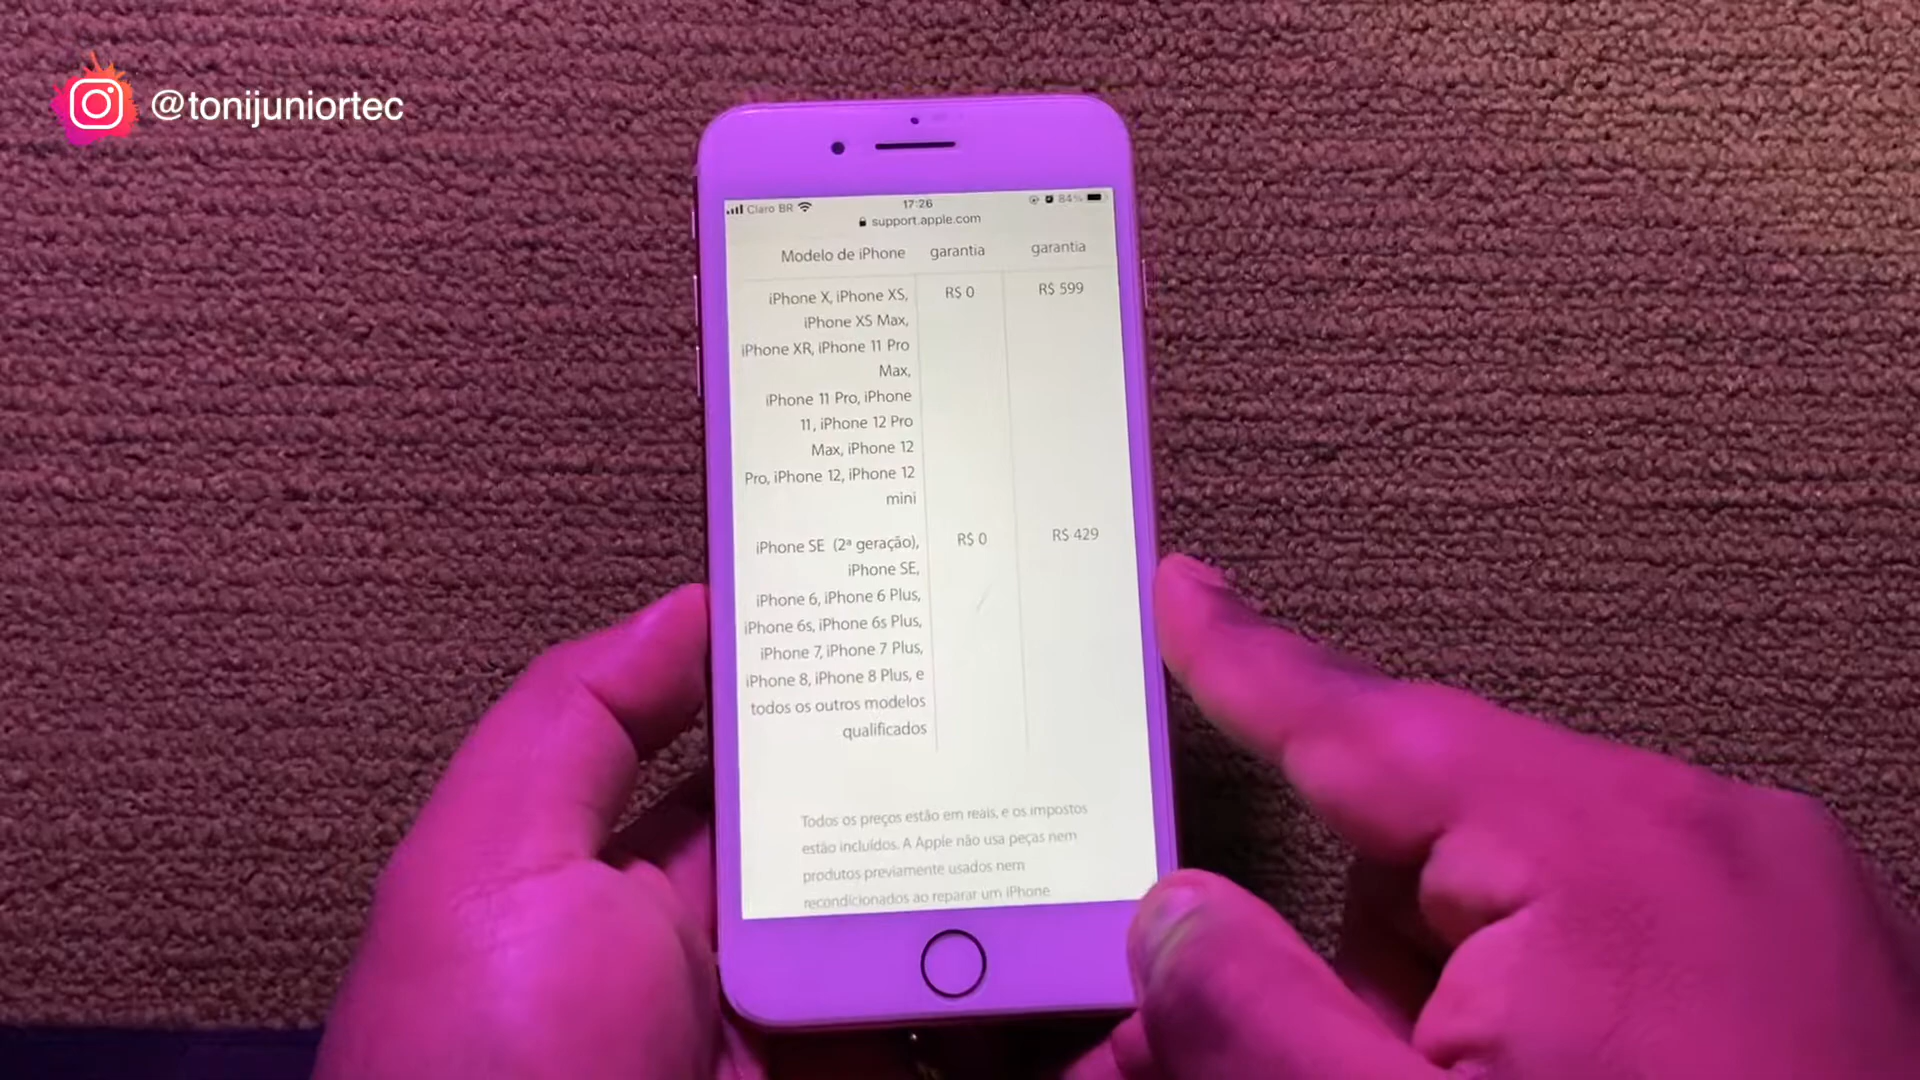 @tonijuniortec
Claro BR 17:26 84%
support.apple.com
Modelo de iPhone garantia garantia
iPhone X, iPhone XS, R$ 0 R$ 599
iPhone XS Max,
iPhone XR, iPhone 11 Pro
Max,
iPhone 11 Pro, iPhone
11, iPhone 12 Pro
Max, iPhone 12
Pro, iPhone 12, iPhone 12
mini
iPhone SE (2ª geração), R$ 0 R$ 429
iPhone SE,
iPhone 6, iPhone 6 Plus,
iPhone 6s, iPhone 6s Plus,
iPhone 7, iPhone 7 Plus,
iPhone 8, iPhone 8 Plus, e
todos os outros modelos
qualificados
Todos os preços estão em reais, e os impostos
estão incluídos. A Apple não usa peças nem
produtos previamente usados nem
recondicionados ao reparar um iPhone